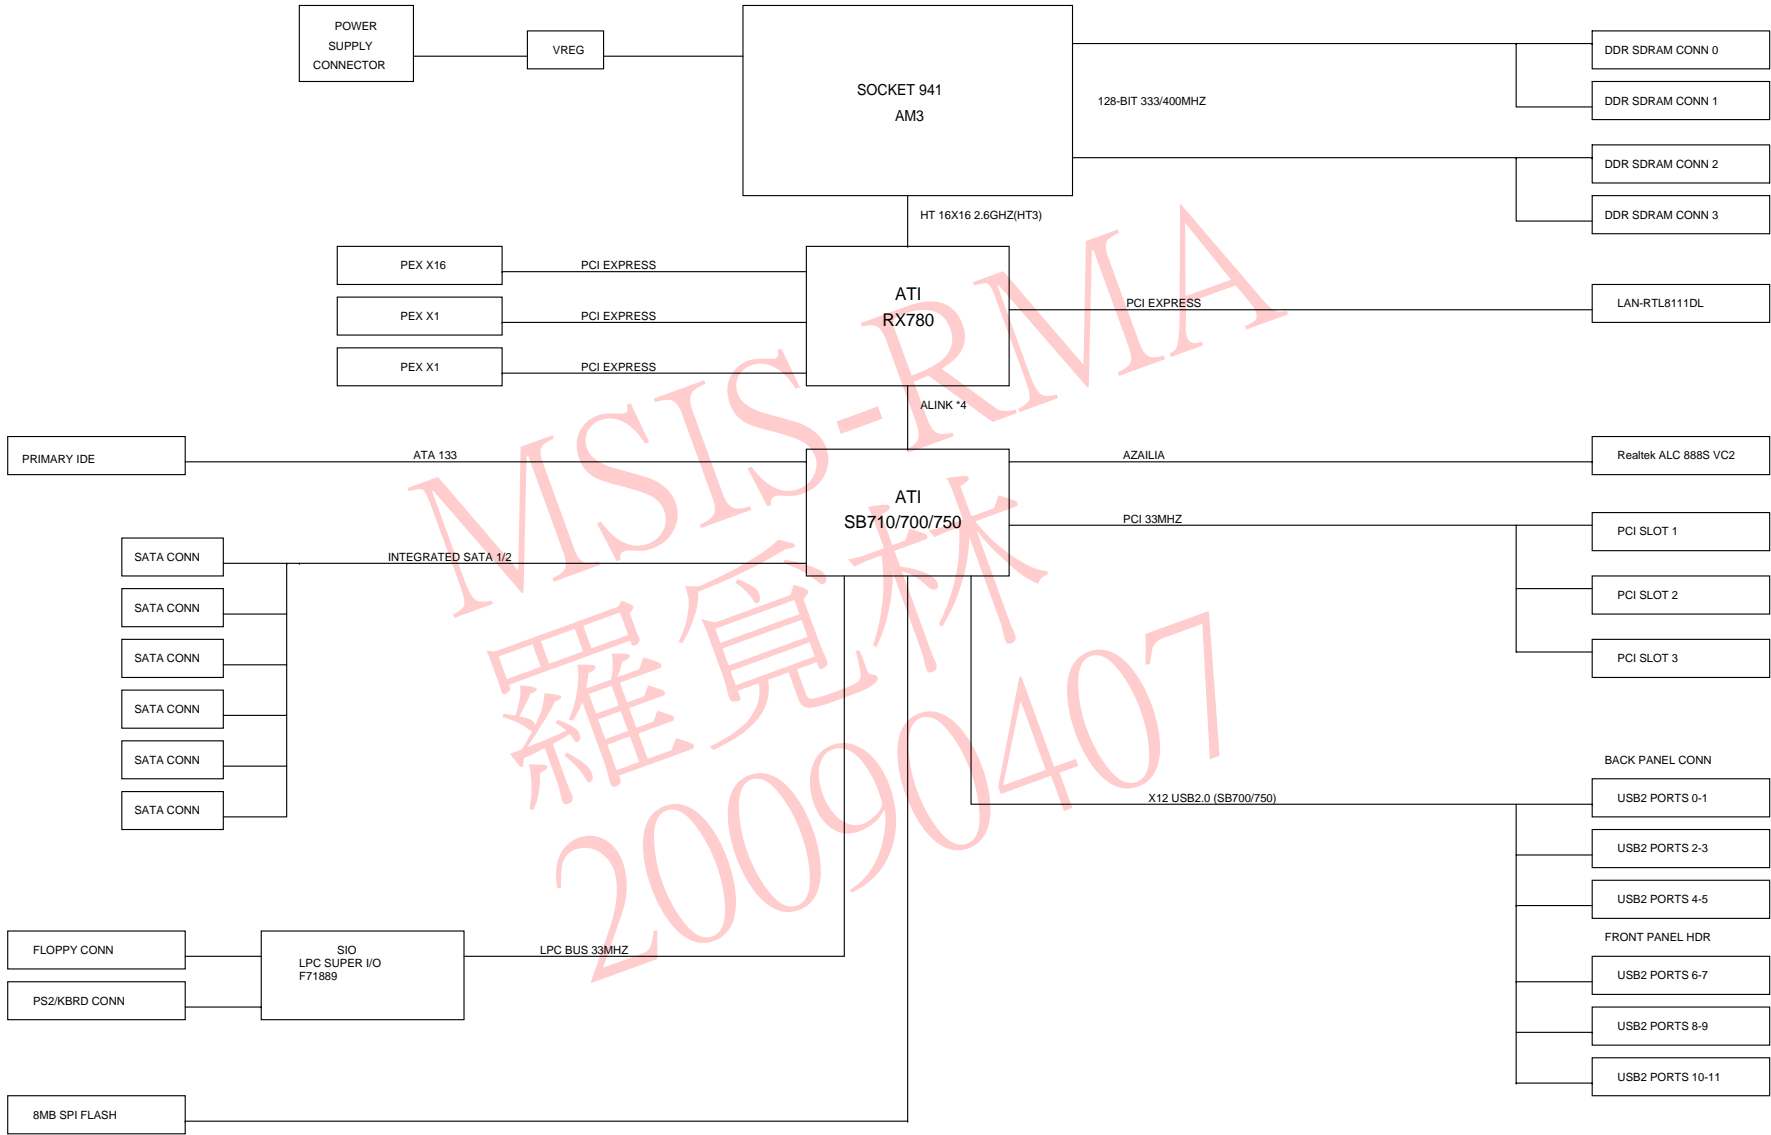 POWER
SUPPLY
CONNECTOR
VREG
SOCKET 941
AM3
128-BIT 333/400MHZ
DDR SDRAM CONN 0
DDR SDRAM CONN 1
DDR SDRAM CONN 2
DDR SDRAM CONN 3
HT 16X16 2.6GHZ(HT3)
PEX X16
PCI EXPRESS
PEX X1
PCI EXPRESS
PEX X1
PCI EXPRESS
ATI
RX780
PCI EXPRESS
LAN-RTL8111DL
ALINK *4
PRIMARY IDE
ATA 133
ATI
SB710/700/750
AZAILIA
Realtek ALC 888S VC2
PCI 33MHZ
PCI SLOT 1
PCI SLOT 2
PCI SLOT 3
SATA CONN
INTEGRATED SATA 1/2
SATA CONN
SATA CONN
SATA CONN
SATA CONN
SATA CONN
MSIS-RMA
羅覓林
20090407
BACK PANEL CONN
X12 USB2.0 (SB700/750)
USB2 PORTS 0-1
USB2 PORTS 2-3
USB2 PORTS 4-5
FRONT PANEL HDR
USB2 PORTS 6-7
USB2 PORTS 8-9
USB2 PORTS 10-11
FLOPPY CONN
PS2/KBRD CONN
SIO
LPC SUPER I/O
F71889
LPC BUS 33MHZ
8MB SPI FLASH